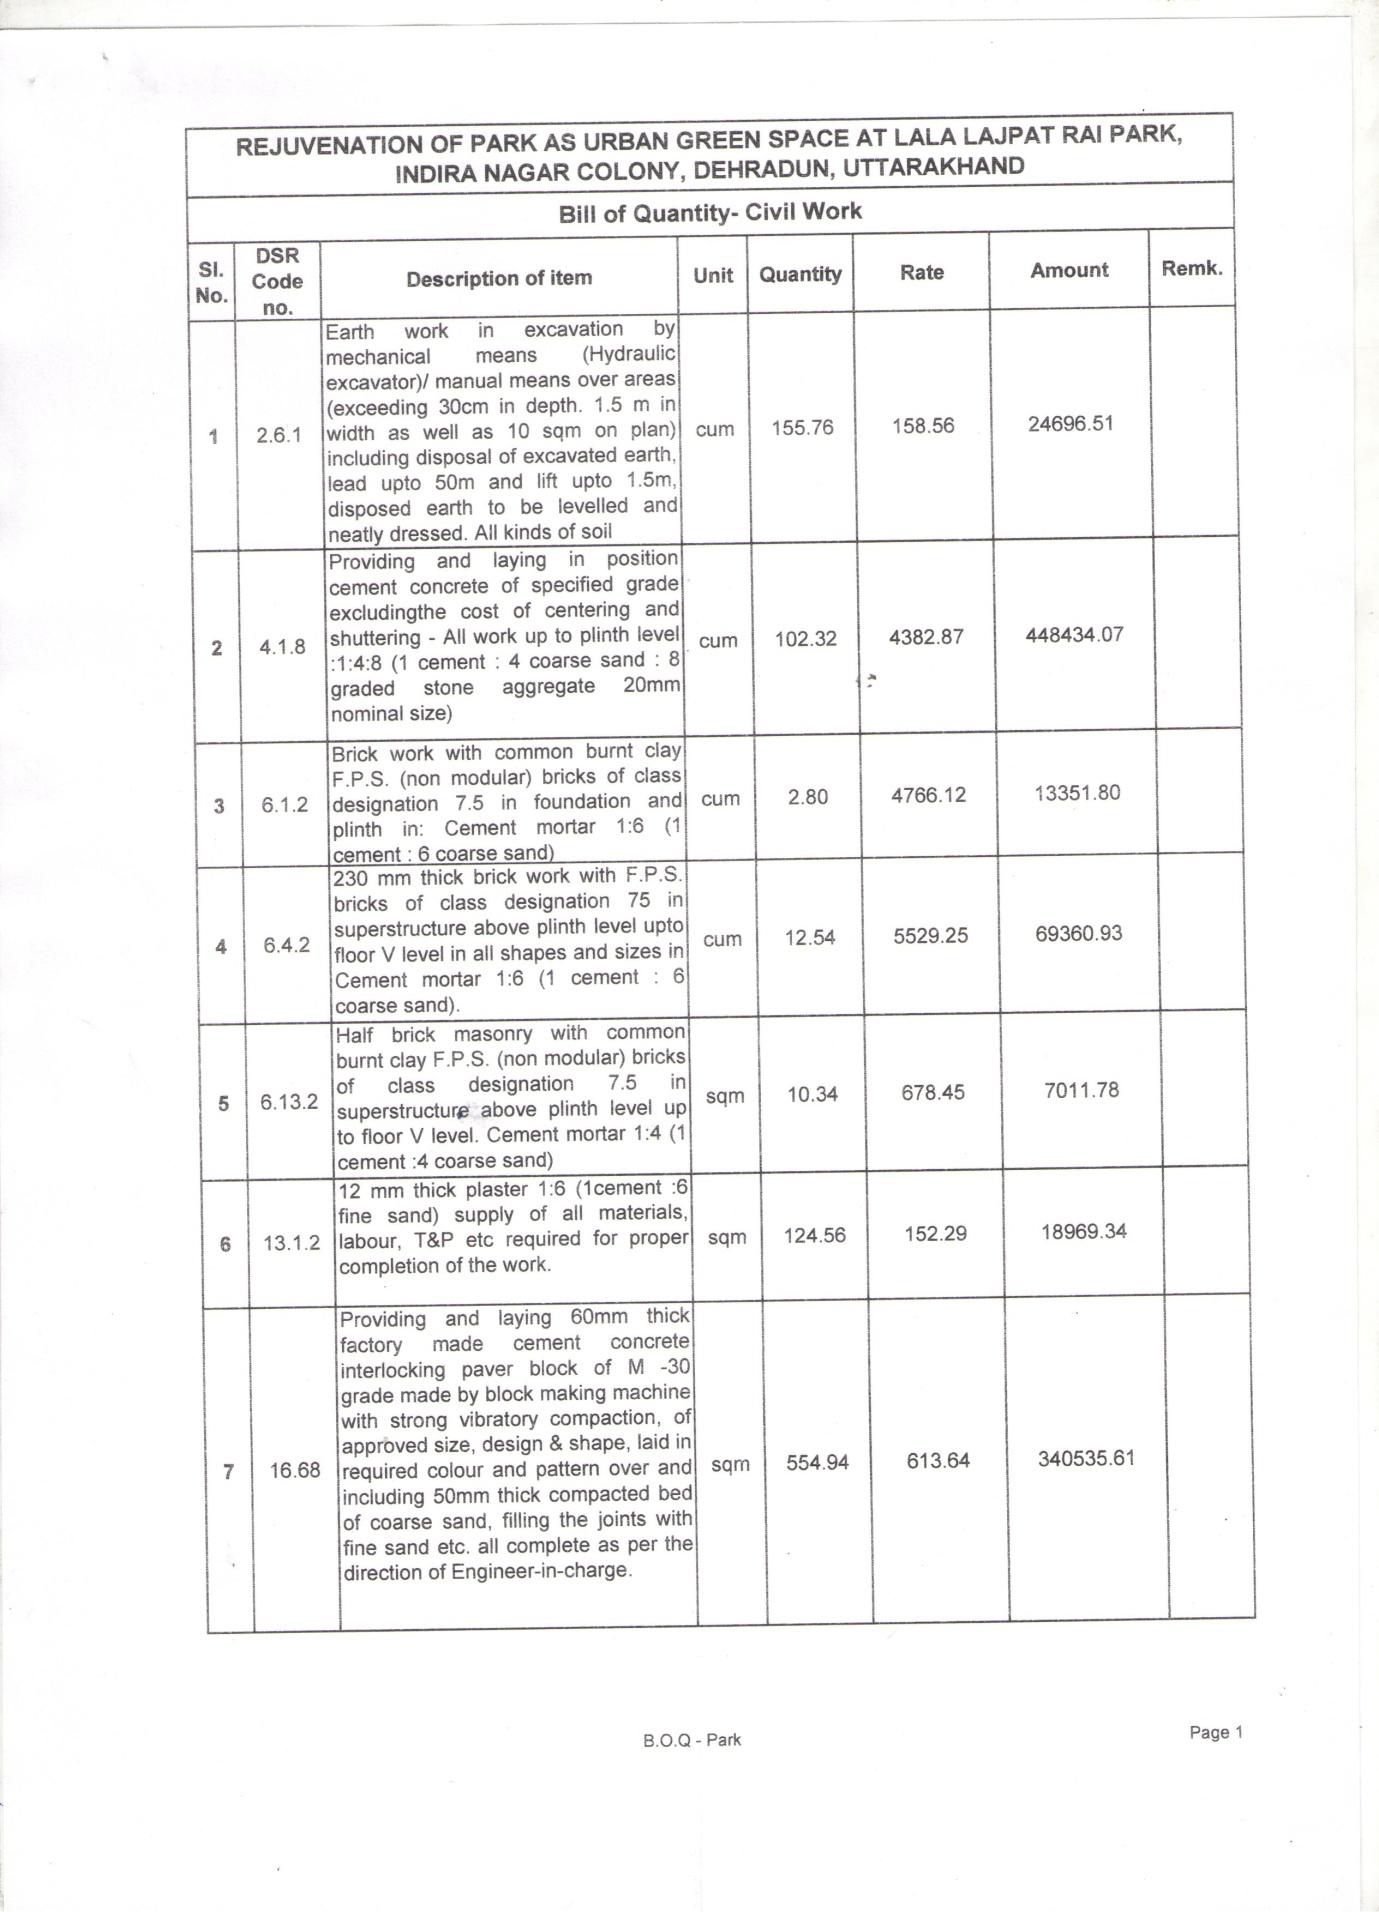 REJUVENATION OF PARK AS URBAN GREEN SPACE AT LALA LAJPAT RAI PARK,
INDIRA NAGAR COLONY, DEHRADUN, UTTARAKHAND
Bill of Quantity- Civil Work
Sl. No. DSR Code no. Description of item Unit Quantity Rate Amount Remk.
Earth work in excavation by
mechanical means (Hydraulic
excavator)/ manual means over areas
(exceeding 30cm in depth. 1.5 m in
1 2.6.1 width as well as 10 sqm on plan) cum 155.76 158.56 24696.51
including disposal of excavated earth,
lead upto 50m and lift upto 1.5m,
disposed earth to be levelled and
neatly dressed. All kinds of soil
Providing and laying in position
cement concrete of specified grade
excludingthe cost of centering and
2 4.1.8 shuttering - All work up to plinth level cum 102.32 4382.87 448434.07
:1:4:8 (1 cement : 4 coarse sand : 8
graded stone aggregate 20mm
nominal size)
Brick work with common burnt clay
F.P.S. (non modular) bricks of class
3 6.1.2 designation 7.5 in foundation and cum 2.80 4766.12 13351.80
plinth in: Cement mortar 1:6 (1
cement : 6 coarse sand)
230 mm thick brick work with F.P.S.
bricks of class designation 75 in
superstructure above plinth level upto
4 6.4.2 floor V level in all shapes and sizes in cum 12.54 5529.25 69360.93
Cement mortar 1:6 (1 cement : 6
coarse sand).
Half brick masonry with common
burnt clay F.P.S. (non modular) bricks
of class designation 7.5 in
5 6.13.2 superstructure above plinth level up sqm 10.34 678.45 7011.78
to floor V level. Cement mortar 1:4 (1
cement :4 coarse sand)
12 mm thick plaster 1:6 (1cement :6
fine sand) supply of all materials,
6 13.1.2 labour, T&P etc required for proper sqm 124.56 152.29 18969.34
completion of the work.
Providing and laying 60mm thick
factory made cement concrete
interlocking paver block of M -30
grade made by block making machine
with strong vibratory compaction, of
approved size, design & shape, laid in
7 16.68 required colour and pattern over and sqm 554.94 613.64 340535.61
including 50mm thick compacted bed
of coarse sand, filling the joints with
fine sand etc. all complete as per the
direction of Engineer-in-charge.
B.O.Q - Park Page 1